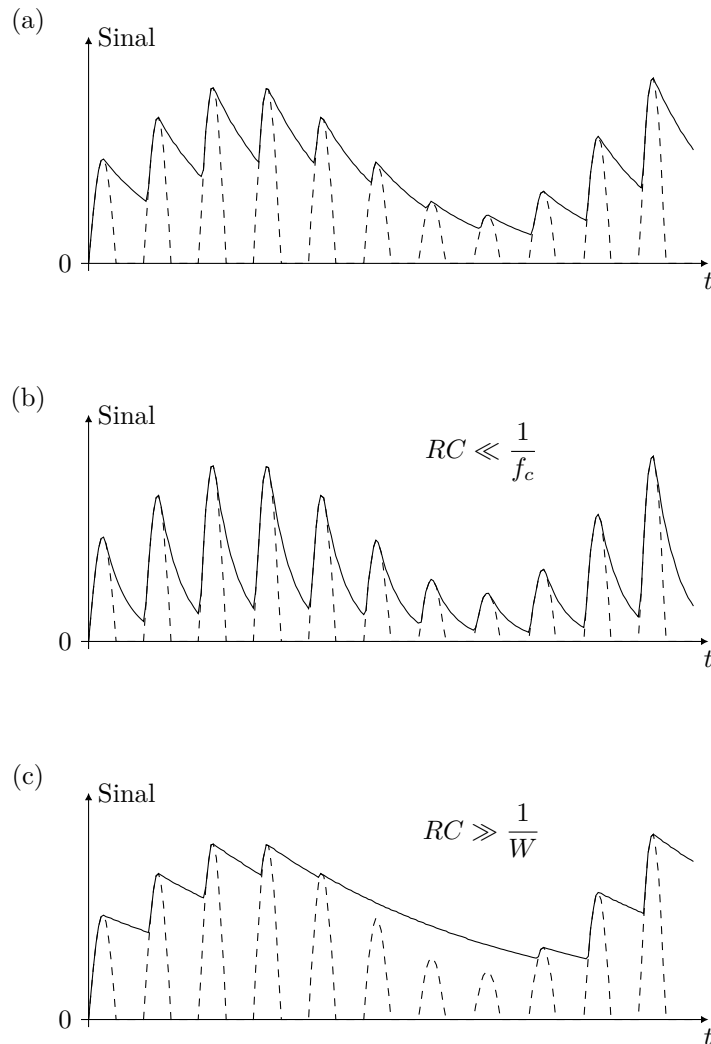 (a)
Sinal
0
t
(b)
Sinal
RC ≪ 1/f_c
0
t
(c)
Sinal
RC ≫ 1/W
0
t